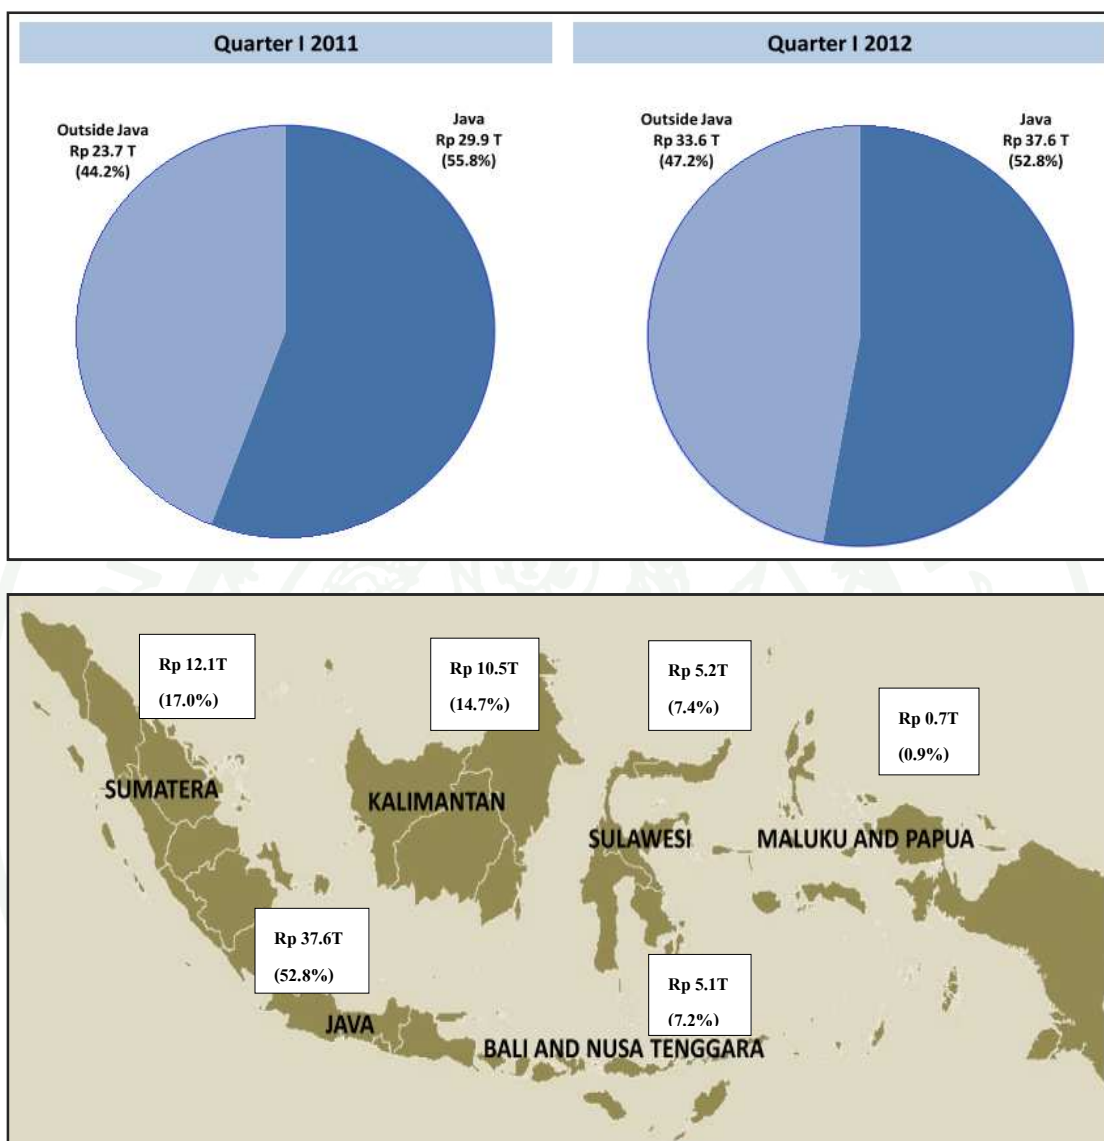 Quarter I 2011
Quarter I 2012
Outside Java
Rp 23.7 T
(44.2%)
Java
Rp 29.9 T
(55.8%)
Outside Java
Rp 33.6 T
(47.2%)
Java
Rp 37.6 T
(52.8%)
Rp 12.1T
(17.0%)
Rp 10.5T
(14.7%)
Rp 5.2T
(7.4%)
Rp 0.7T
(0.9%)
SUMATERA
KALIMANTAN
SULAWESI
MALUKU AND PAPUA
Rp 37.6T
(52.8%)
Rp 5.1T
(7.2%)
JAVA
BALI AND NUSA TENGGARA